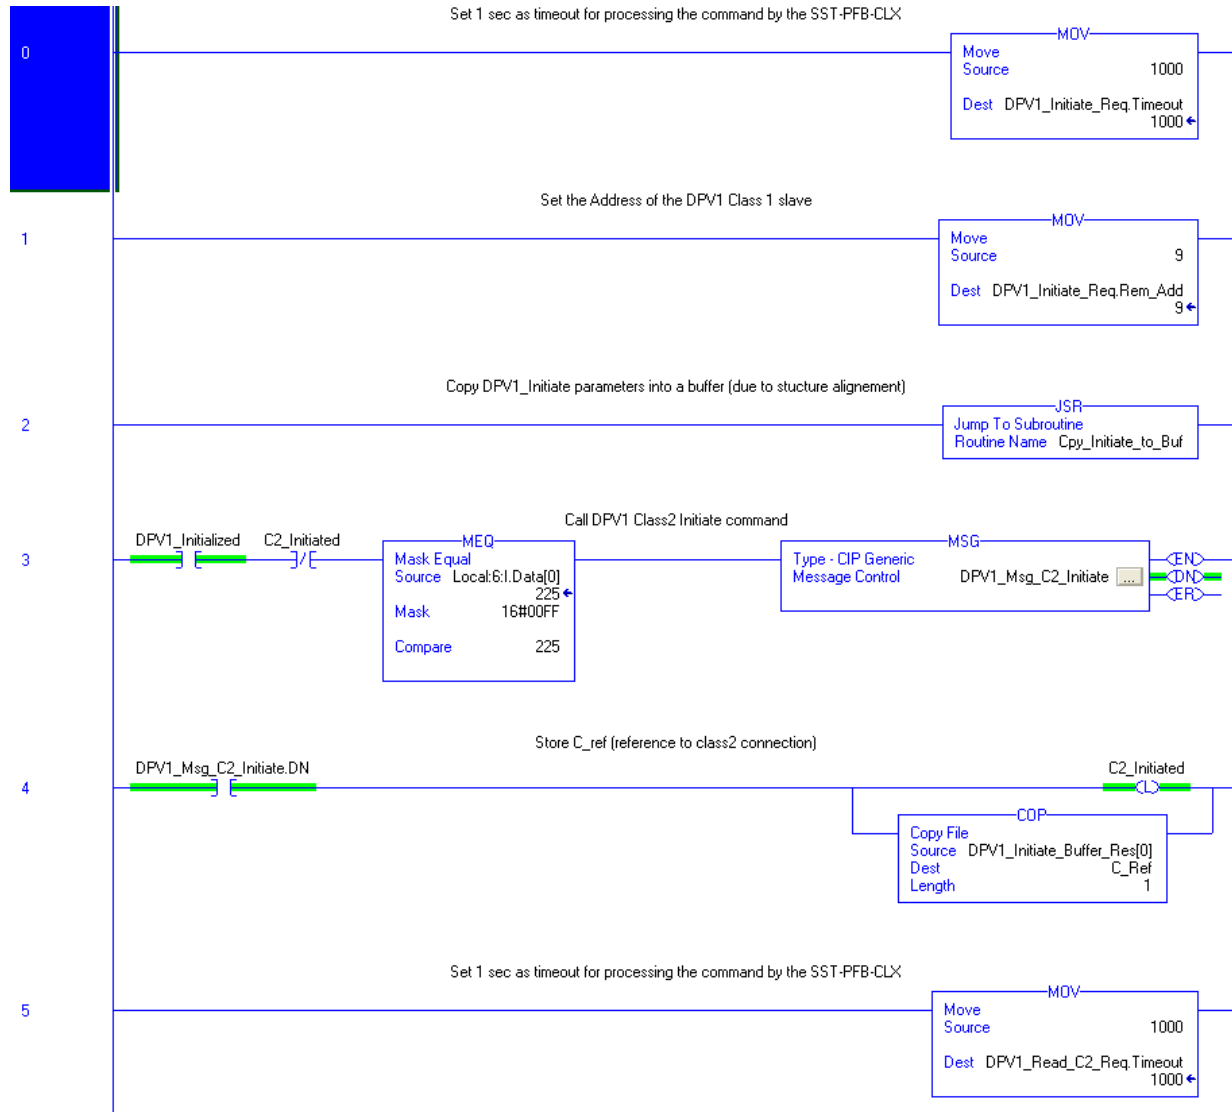 Set 1 sec as timeout for processing the command by the SST-PFB-CLX
0
MOV
Move
Source 1000
Dest DPV1_Initiate_Req.Timeout
1000
Set the Address of the DPV1 Class 1 slave
1
MOV
Move
Source 9
Dest DPV1_Initiate_Req.Rem_Add
9
Copy DPV1_Initiate parameters into a buffer (due to stucture alignement)
2
JSR
Jump To Subroutine
Routine Name Cpy_Initiate_to_Buf
Call DPV1 Class2 Initiate command
3
DPV1_Initialized C2_Initiated
MEQ
Mask Equal
Source Local:6:I.Data[0]
225
Mask 16#00FF
Compare 225
MSG
Type - CIP Generic
Message Control DPV1_Msg_C2_Initiate ...
EN
DN
ER
Store C_ref (reference to class2 connection)
4
DPV1_Msg_C2_Initiate.DN
C2_Initiated
L
COP
Copy File
Source DPV1_Initiate_Buffer_Res[0]
Dest C_Ref
Length 1
Set 1 sec as timeout for processing the command by the SST-PFB-CLX
5
MOV
Move
Source 1000
Dest DPV1_Read_C2_Req.Timeout
1000